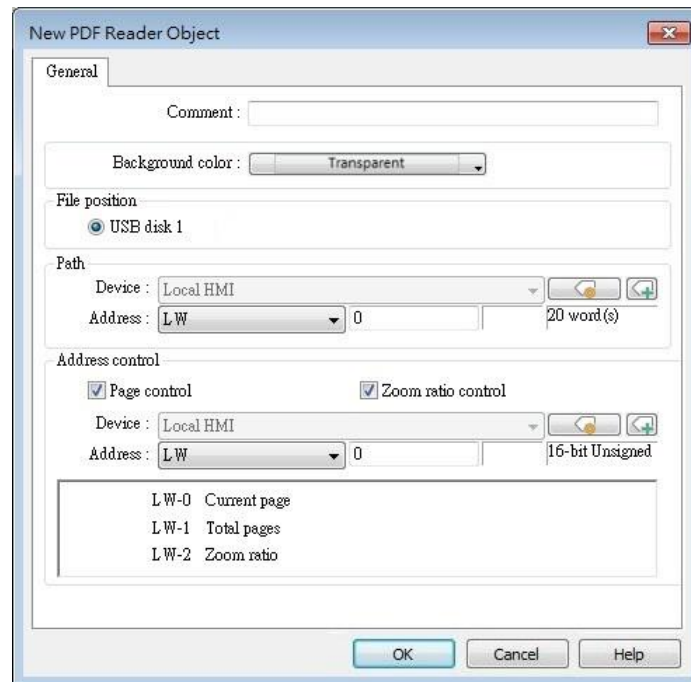 New PDF Reader Object
General
Comment :
Background color : Transparent
File position
USB disk 1
Path
Device : Local HMI
Address : LW 0 20 word(s)
Address control
Page control Zoom ratio control
Device : Local HMI
Address : LW 0 16-bit Unsigned
LW-0 Current page
LW-1 Total pages
LW-2 Zoom ratio
OK Cancel Help